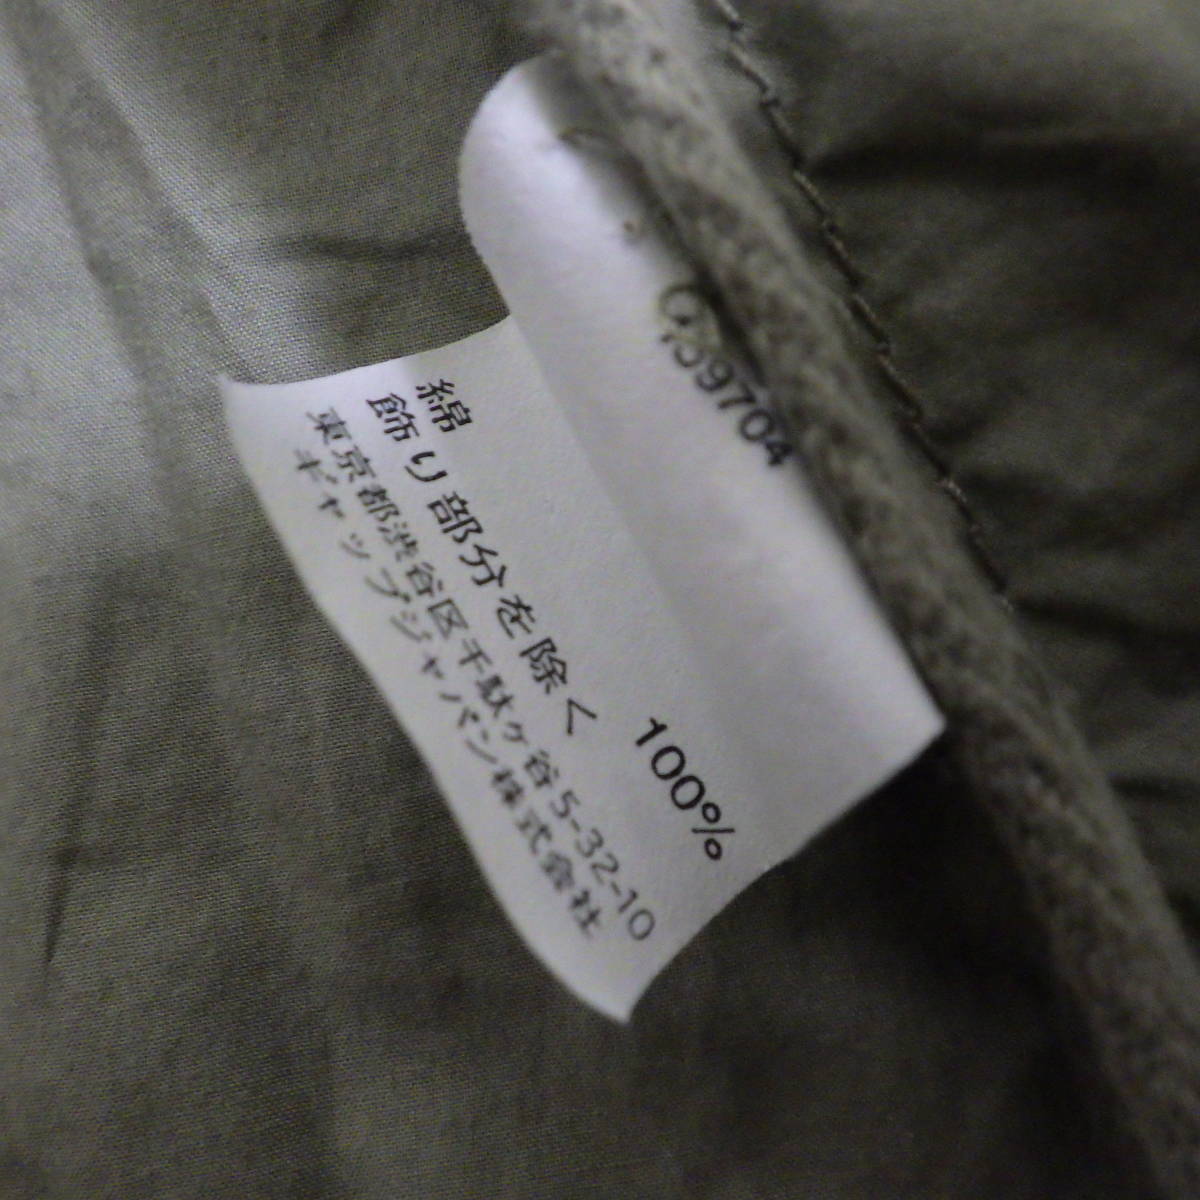 綿 100%
飾り部分を除く
東京都渋谷区千駄ヶ谷5-32-10
ギャップジャパン株式会社